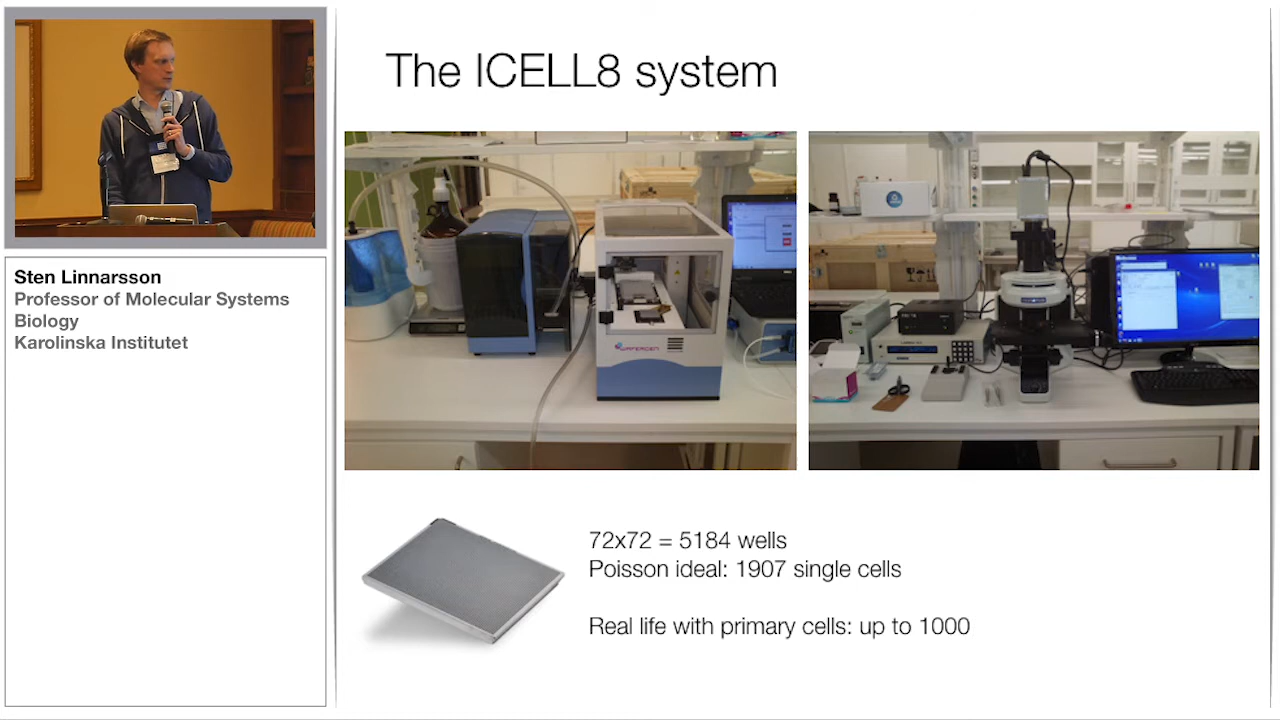 The ICELL8 system
WAFERGEN
Sten Linnarsson
Professor of Molecular Systems
Biology
Karolinska Institutet
72x72 = 5184 wells
Poisson ideal: 1907 single cells
Real life with primary cells: up to 1000